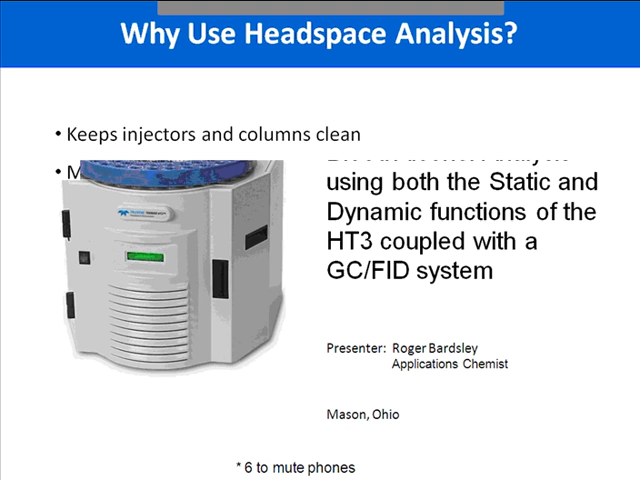 Why Use Headspace Analysis?
• Keeps injectors and columns clean
• M
using both the Static and
Dynamic functions of the
HT3 coupled with a
GC/FID system
Presenter: Roger Bardsley
Applications Chemist
Mason, Ohio
* 6 to mute phones